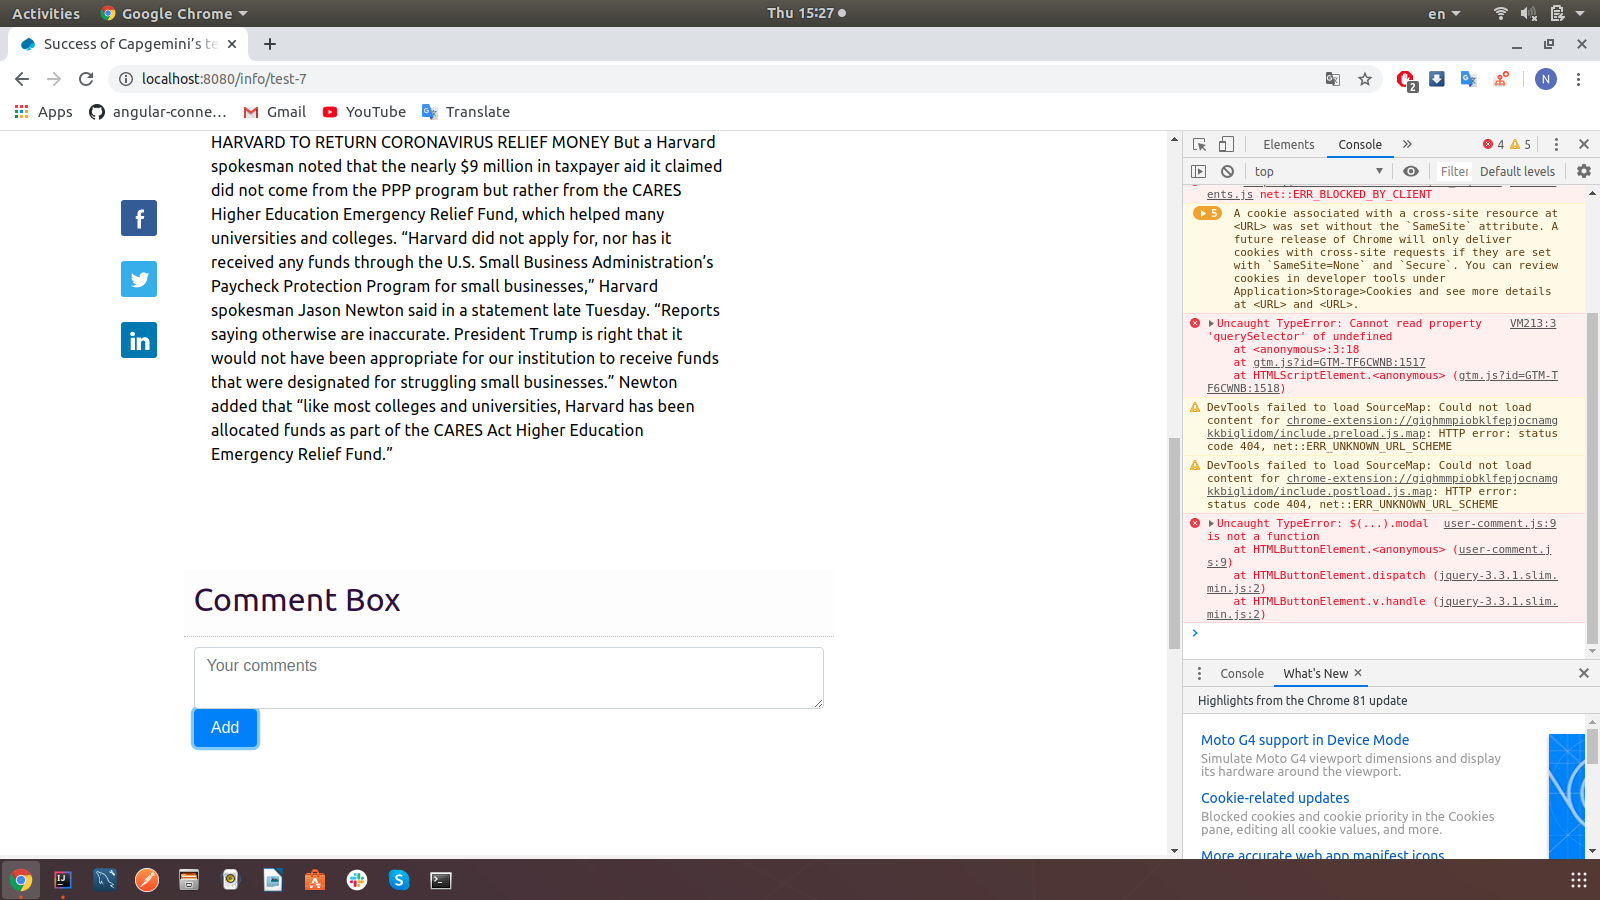 Activities
Google Chrome
Thu 15:27
en
Success of Capgemini’s te
localhost:8080/info/test-7
2
N
Apps
angular-conne...
Gmail
YouTube
Translate
HARVARD TO RETURN CORONAVIRUS RELIEF MONEY But a Harvard
spokesman noted that the nearly $9 million in taxpayer aid it claimed
did not come from the PPP program but rather from the CARES
Higher Education Emergency Relief Fund, which helped many
universities and colleges. “Harvard did not apply for, nor has it
received any funds through the U.S. Small Business Administration’s
Paycheck Protection Program for small businesses,” Harvard
spokesman Jason Newton said in a statement late Tuesday. “Reports
saying otherwise are inaccurate. President Trump is right that it
would not have been appropriate for our institution to receive funds
that were designated for struggling small businesses.” Newton
added that “like most colleges and universities, Harvard has been
allocated funds as part of the CARES Act Higher Education
Emergency Relief Fund.”
Comment Box
Your comments
Add
Elements
Console
4
5
top
Filter
Default levels
ents.js net::ERR_BLOCKED_BY_CLIENT
5
A cookie associated with a cross-site resource at
<URL> was set without the `SameSite` attribute. A
future release of Chrome will only deliver
cookies with cross-site requests if they are set
with `SameSite=None` and `Secure`. You can review
cookies in developer tools under
Application>Storage>Cookies and see more details
at <URL> and <URL>.
Uncaught TypeError: Cannot read property VM213:3
'querySelector' of undefined
at <anonymous>:3:18
at gtm.js?id=GTM-TF6CWNB:1517
at HTMLScriptElement.<anonymous> (gtm.js?id=GTM-T
F6CWNB:1518)
DevTools failed to load SourceMap: Could not load
content for chrome-extension://gighmmpiobklfepjocnamg
kkbiglidom/include.preload.js.map: HTTP error: status
code 404, net::ERR_UNKNOWN_URL_SCHEME
DevTools failed to load SourceMap: Could not load
content for chrome-extension://gighmmpiobklfepjocnamg
kkbiglidom/include.postload.js.map: HTTP error:
status code 404, net::ERR_UNKNOWN_URL_SCHEME
Uncaught TypeError: $(...).modal user-comment.js:9
is not a function
at HTMLButtonElement.<anonymous> (user-comment.j
s:9)
at HTMLButtonElement.dispatch (jquery-3.3.1.slim.
min.js:2)
at HTMLButtonElement.v.handle (jquery-3.3.1.slim.
min.js:2)
Console
What's New
Highlights from the Chrome 81 update
Moto G4 support in Device Mode
Simulate Moto G4 viewport dimensions and display
its hardware around the viewport.
Cookie-related updates
Blocked cookies and cookie priority in the Cookies
pane, editing all cookie values, and more.
More accurate web app manifest icons